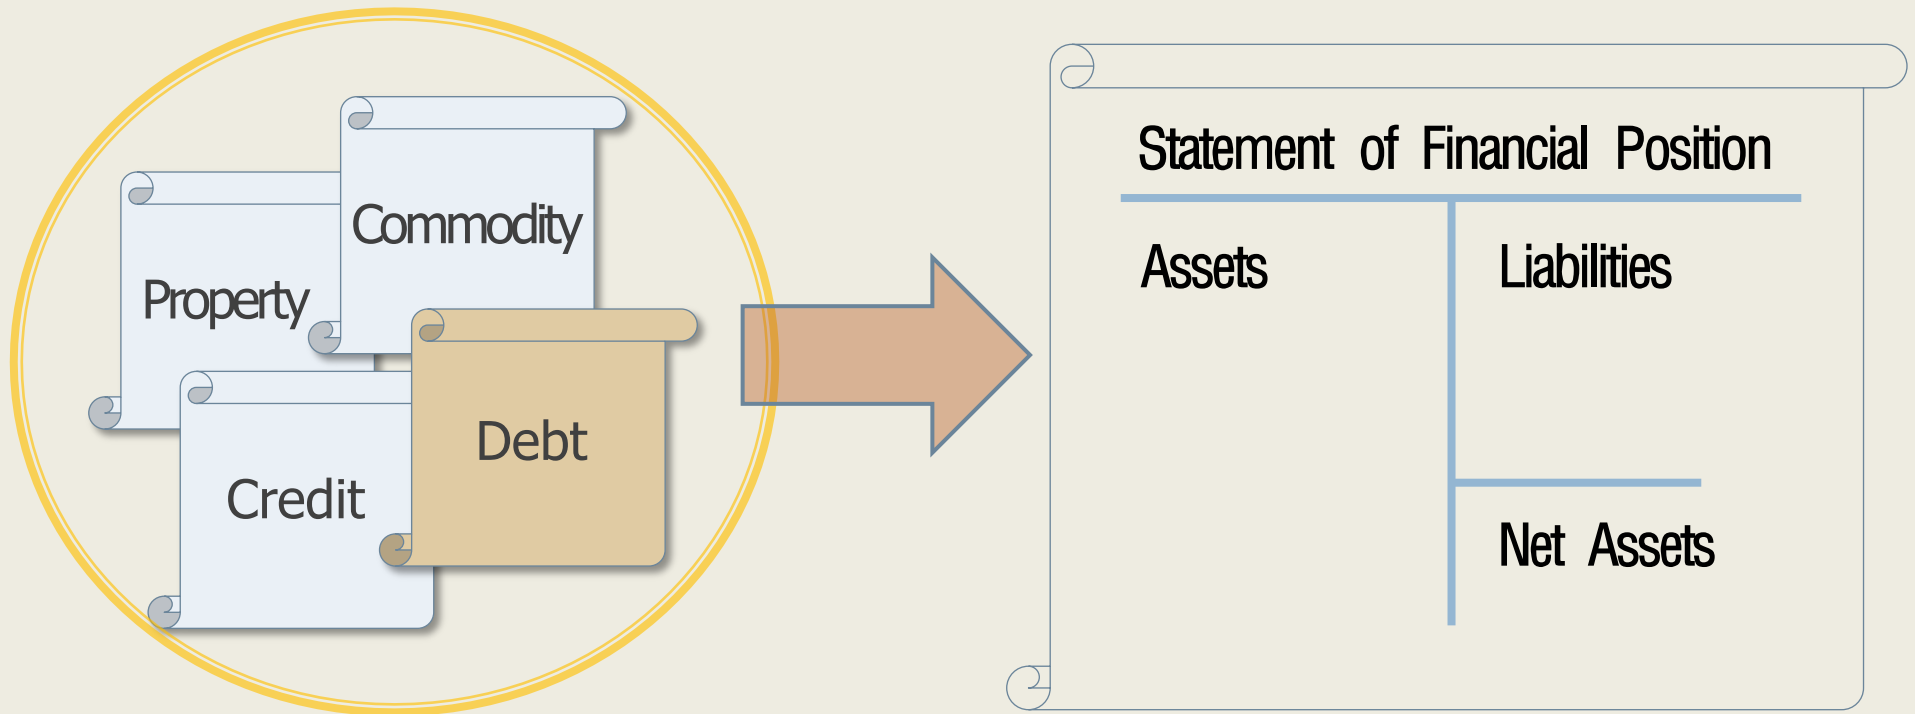 Commodity
Property
Debt
Credit
Statement of Financial Position
Assets
Liabilities
Net Assets